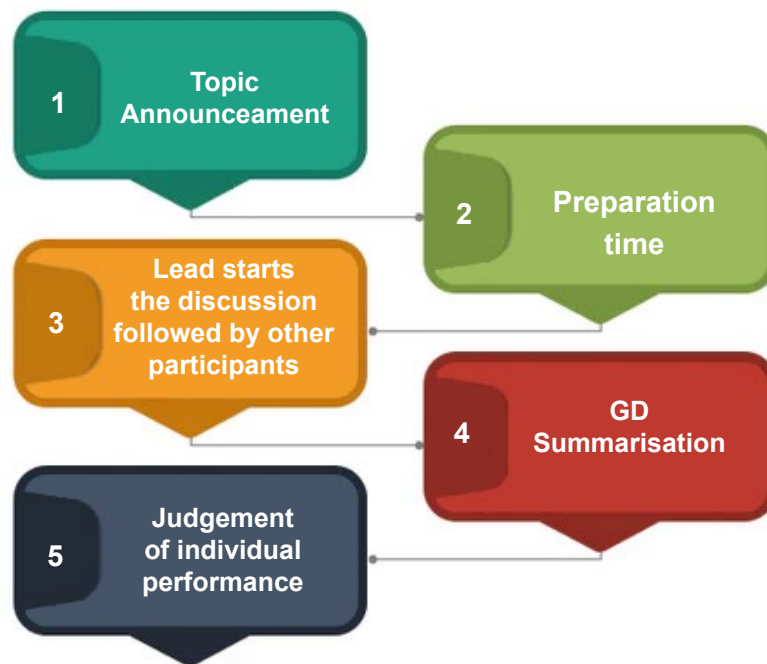 1
Topic
Announceament
2
Preparation
time
3
Lead starts
the discussion
followed by other
participants
4
GD
Summarisation
5
Judgement
of individual
performance